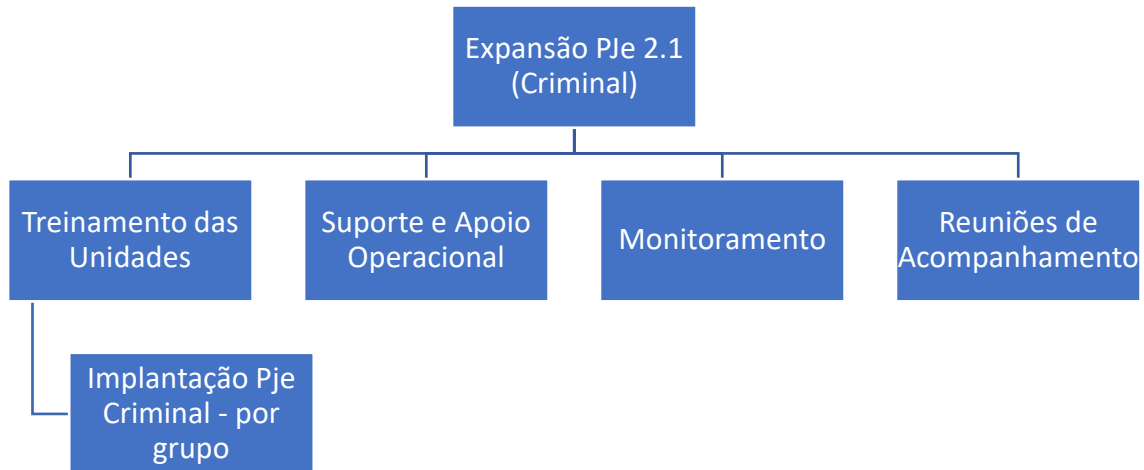 Expansão PJe 2.1
(Criminal)
Treinamento das
Unidades
Suporte e Apoio
Operacional
Monitoramento
Reuniões de
Acompanhamento
Implantação Pje
Criminal - por
grupo